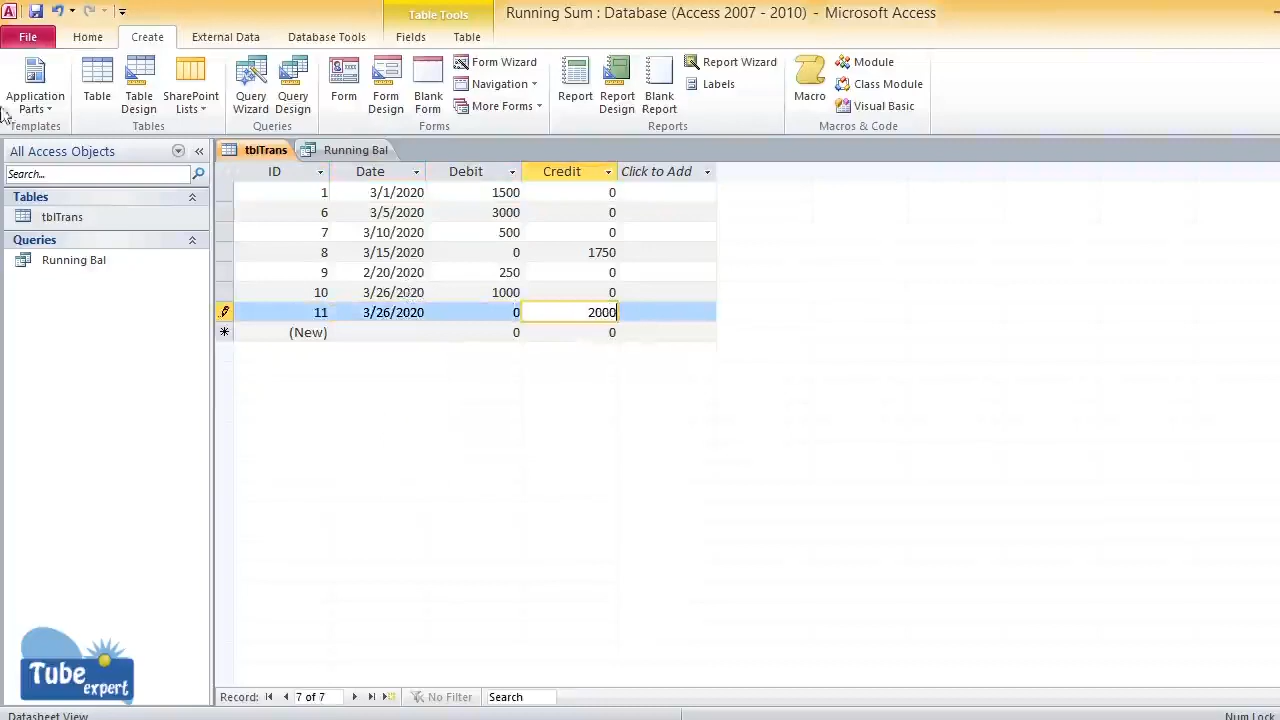 Table Tools
Running Sum : Database (Access 2007 - 2010) - Microsoft Access
File Home Create External Data Database Tools Fields Table
Application Parts
Table
Table Design
SharePoint Lists
Query Wizard
Query Design
Form
Form Design
Blank Form
Form Wizard
Navigation
More Forms
Report
Report Design
Blank Report
Report Wizard
Labels
Macro
Module
Class Module
Visual Basic
Templates Tables Queries Forms Reports Macros & Code
All Access Objects
Search...
Tables
tblTrans
Queries
Running Bal
tblTrans Running Bal
ID Date Debit Credit Click to Add
1 3/1/2020 1500 0
6 3/5/2020 3000 0
7 3/10/2020 500 0
8 3/15/2020 0 1750
9 2/20/2020 250 0
10 3/26/2020 1000 0
11 3/26/2020 0 2000
(New) 0 0
Tube
expert
Record: 7 of 7 No Filter Search
Datasheet View Num Lock